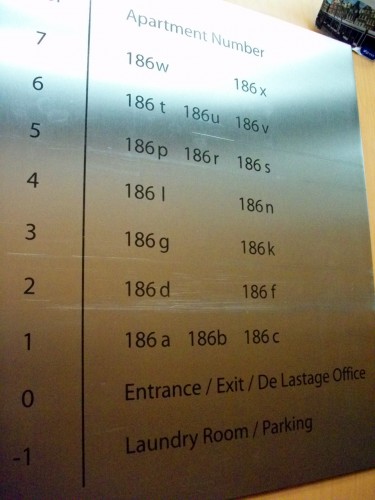 Apartment Number
7 186w 186x
6 186t 186u 186v
5 186p 186r 186s
4 186l 186n
3 186g 186k
2 186d 186f
1 186a 186b 186c
0 Entrance / Exit / De Lastage Office
-1 Laundry Room / Parking